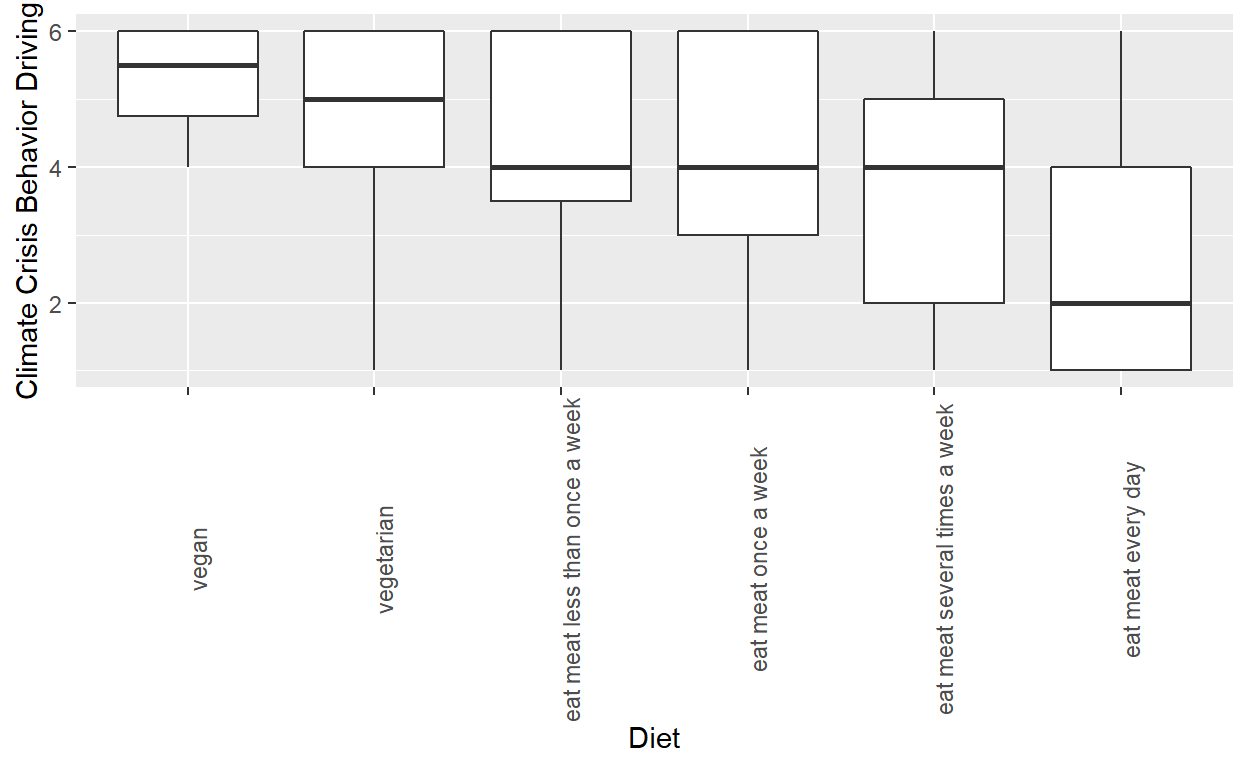 Climate Crisis Behavior Driving
6
4
2
vegan
vegetarian
eat meat less than once a week
eat meat once a week
eat meat several times a week
eat meat every day
Diet